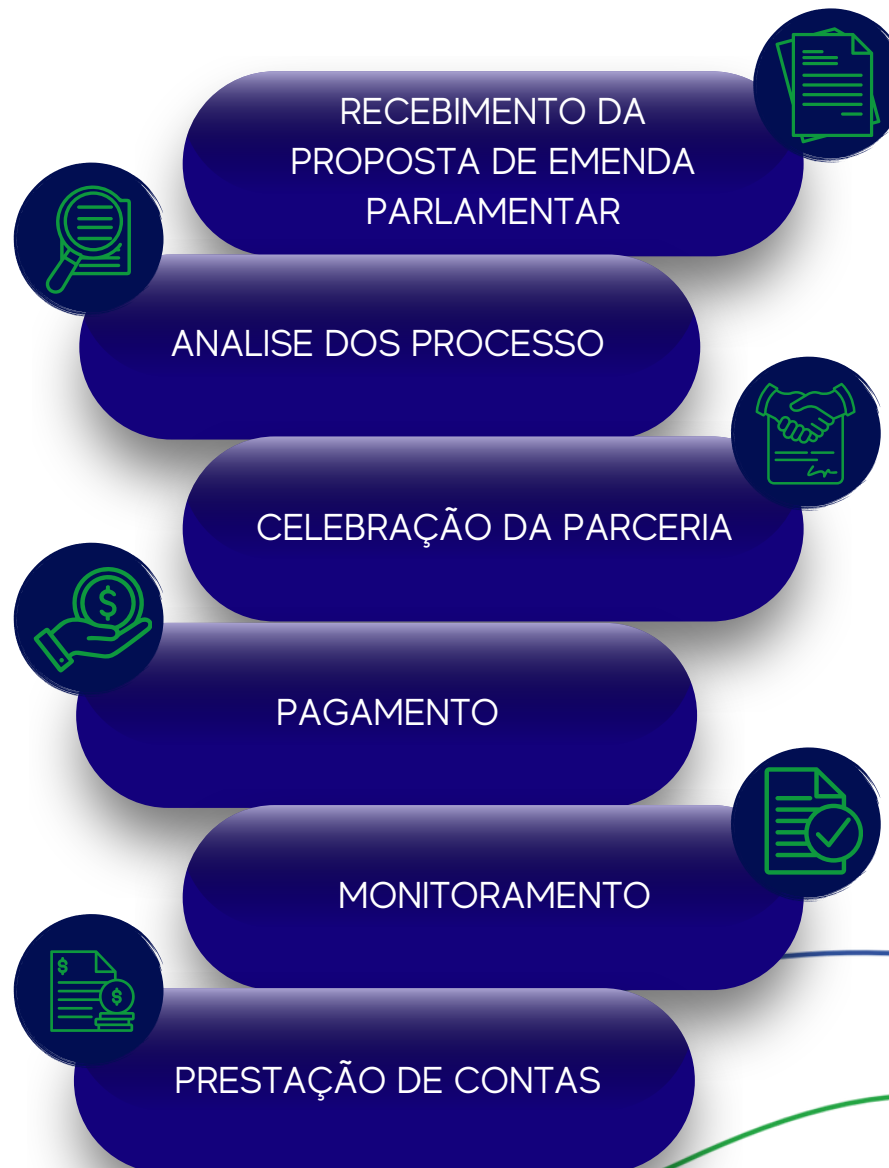 RECEBIMENTO DA
PROPOSTA DE EMENDA
PARLAMENTAR
ANALISE DOS PROCESSO
CELEBRAÇÃO DA PARCERIA
$
PAGAMENTO
MONITORAMENTO
$
$
PRESTAÇÃO DE CONTAS